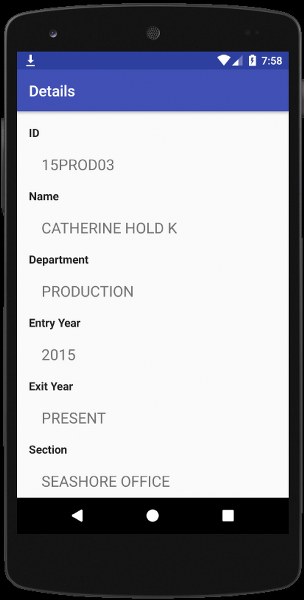 7:58
Details
ID
15PROD03
Name
CATHERINE HOLD K
Department
PRODUCTION
Entry Year
2015
Exit Year
PRESENT
Section
SEASHORE OFFICE